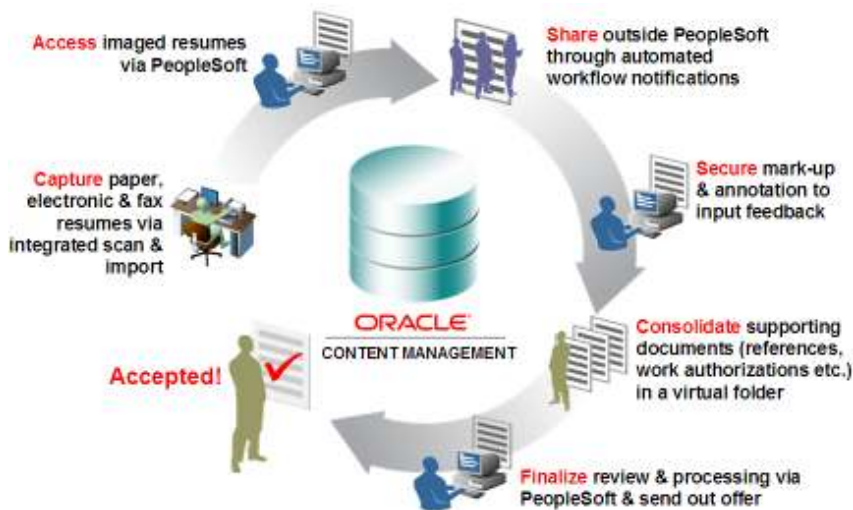 Access imaged resumes
via PeopleSoft
Share outside PeopleSoft
through automated
workflow notifications
Capture paper,
electronic & fax
resumes via
integrated scan &
import
Secure mark-up
& annotation to
input feedback
ORACLE
CONTENT MANAGEMENT
Consolidate supporting
documents (references,
work authorizations etc.)
in a virtual folder
Accepted!
Finalize review & processing via
PeopleSoft & send out offer